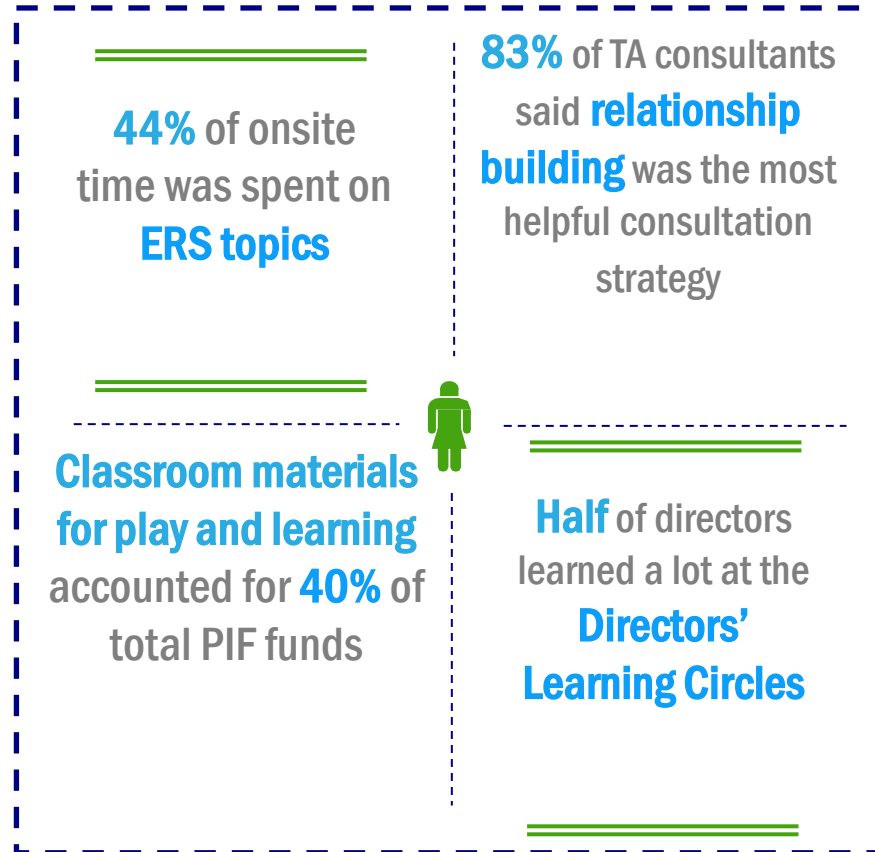 44% of onsite
time was spent on
ERS topics
83% of TA consultants
said relationship
building was the most
helpful consultation
strategy
Classroom materials
for play and learning
accounted for 40% of
total PIF funds
Half of directors
learned a lot at the
Directors’
Learning Circles